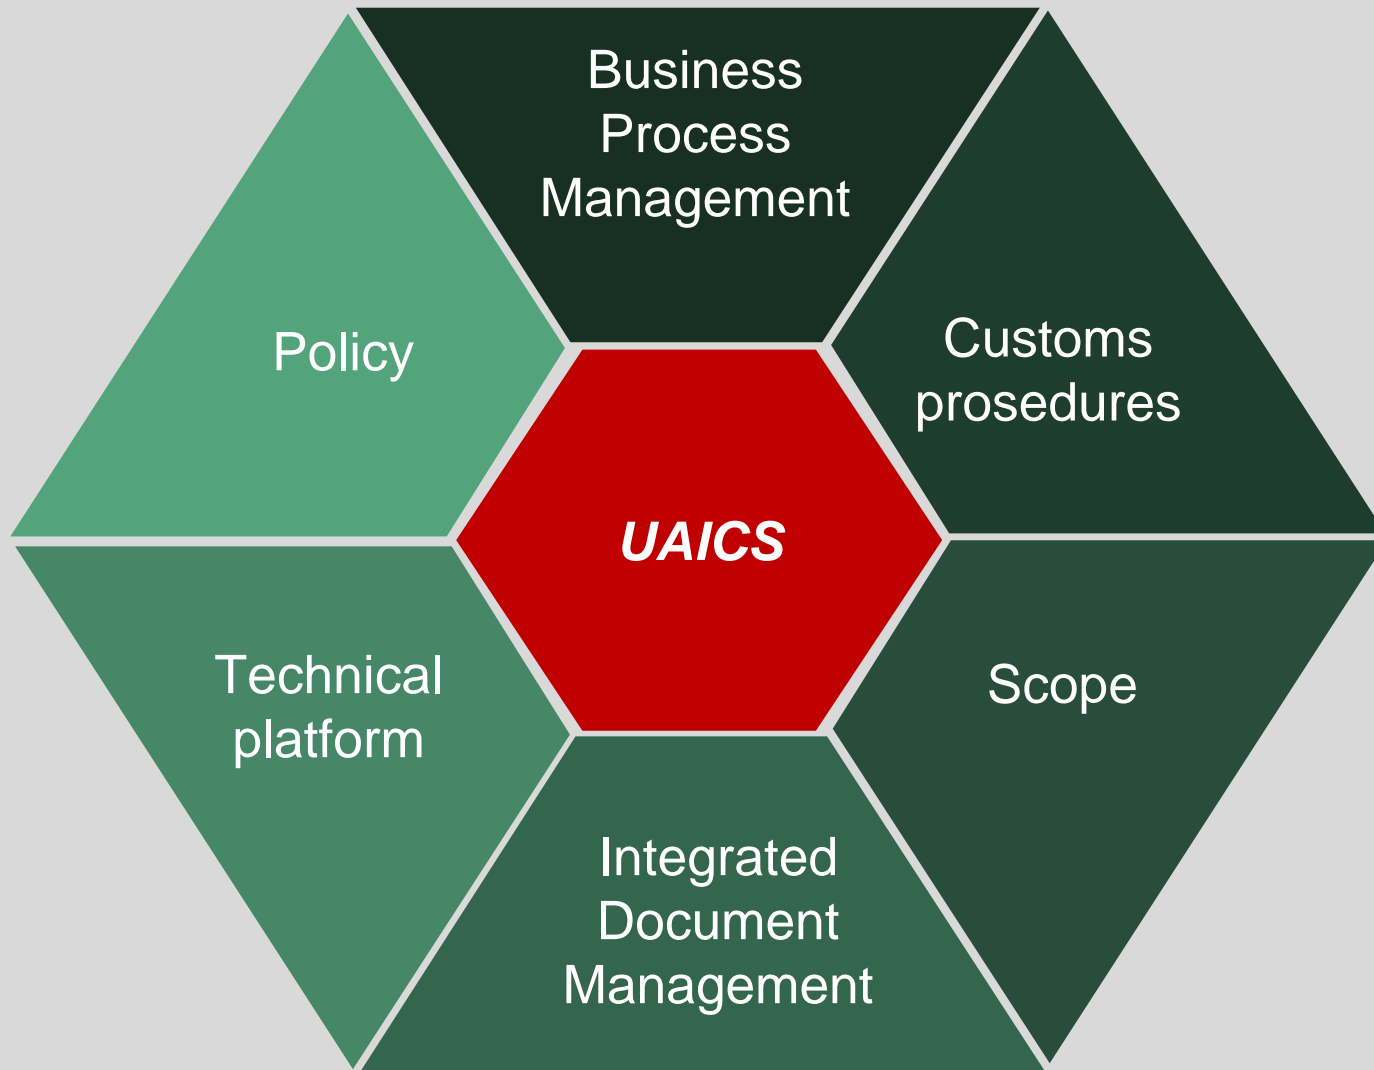 Business
Process
Management
Customs
prosedures
Policy
UAICS
Technical
platform
Scope
Integrated
Document
Management